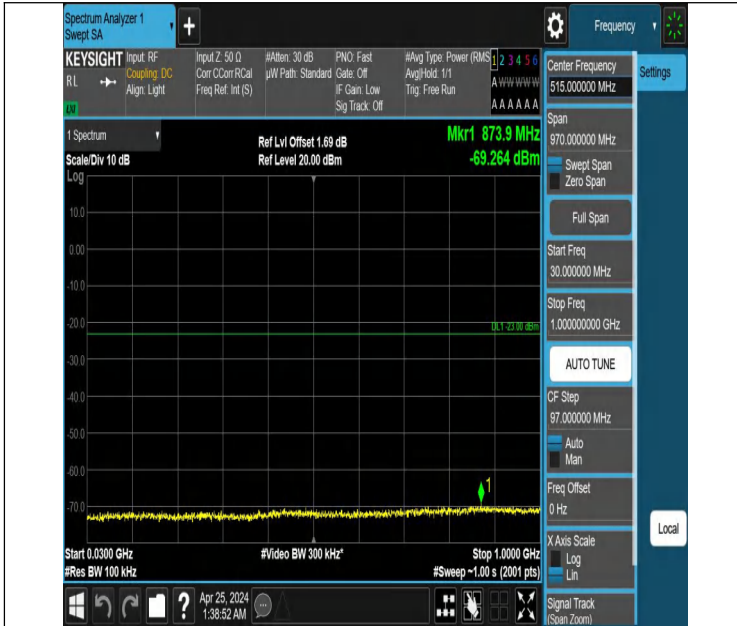 Spectrum Analyzer 1
Swept SA
+
Frequency
KEYSIGHT
RL
Input: RF
Coupling: DC
Align: Light
Input Z: 50 Ω
Corr CCorr RCal
Freq Ref: Int (S)
#Atten: 30 dB
µW Path: Standard
PNO: Fast
Gate: Off
IF Gain: Low
Sig Track: Off
#Avg Type: Power (RMS
Avg|Hold: 1/1
Trig: Free Run
1 2 3 4 5 6
A W W W W W
A A A A A A
1 Spectrum
Scale/Div 10 dB
Log
Ref Lvl Offset 1.69 dB
Ref Level 20.00 dBm
Mkr1 873.9 MHz
-69.264 dBm
10.0
0.00
-10.0
-20.0
DL1 -23.00 dBm
-30.0
-40.0
-50.0
-60.0
1
-70.0
Start 0.0300 GHz
#Res BW 100 kHz
#Video BW 300 kHz*
Stop 1.0000 GHz
#Sweep ~1.00 s (2001 pts)
?
Apr 25, 2024
1:38:52 AM
Center Frequency
515.000000 MHz
Settings
Span
970.000000 MHz
Swept Span
Zero Span
Full Span
Start Freq
30.000000 MHz
Stop Freq
1.000000000 GHz
AUTO TUNE
CF Step
97.000000 MHz
Auto
Man
Freq Offset
0 Hz
Local
X Axis Scale
Log
Lin
Signal Track
(Span Zoom)